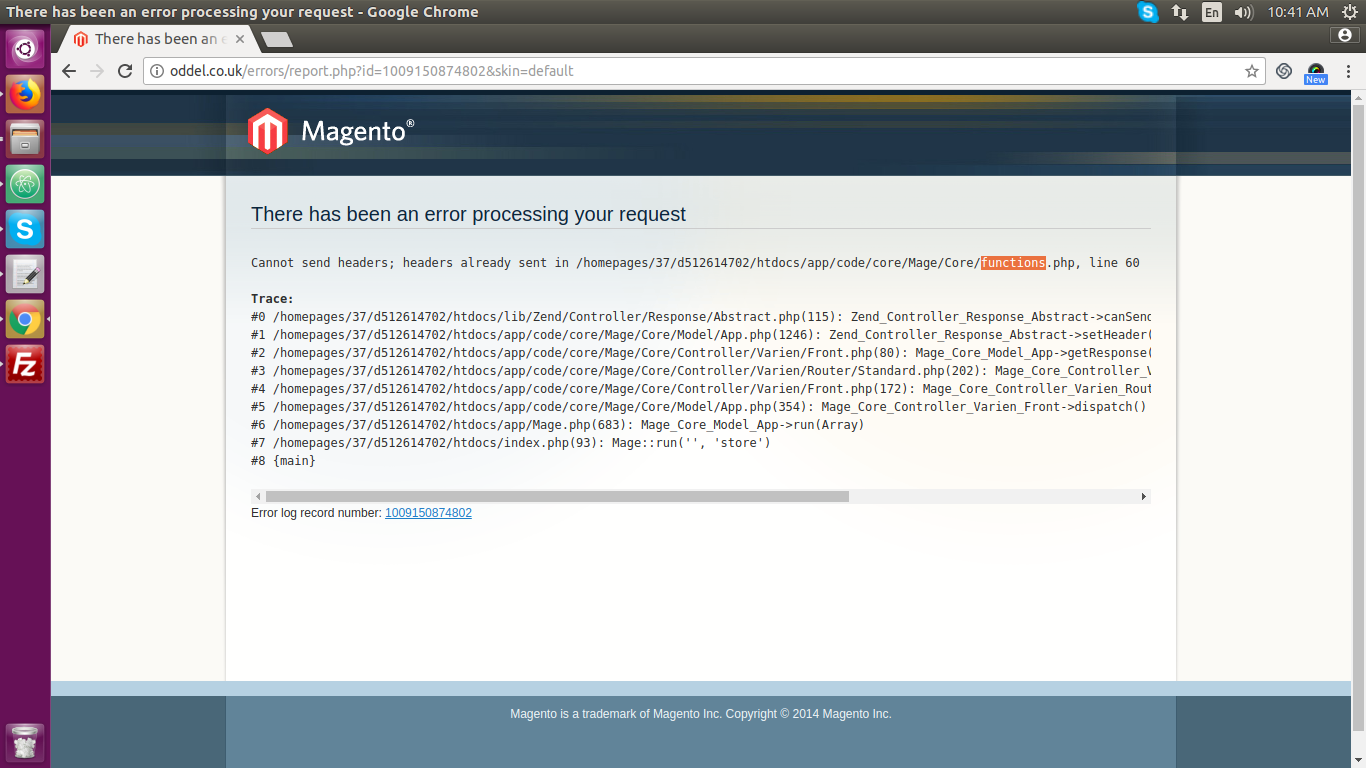 There has been an error processing your request - Google Chrome
En
10:41 AM
There has been an e
oddel.co.uk/errors/report.php?id=1009150874802&skin=default
New
Magento®
There has been an error processing your request
Cannot send headers; headers already sent in /homepages/37/d512614702/htdocs/app/code/core/Mage/Core/functions.php, line 60
Trace:
#0 /homepages/37/d512614702/htdocs/lib/Zend/Controller/Response/Abstract.php(115): Zend_Controller_Response_Abstract->canSend
#1 /homepages/37/d512614702/htdocs/app/code/core/Mage/Core/Model/App.php(1246): Zend_Controller_Response_Abstract->setHeader(
#2 /homepages/37/d512614702/htdocs/app/code/core/Mage/Core/Controller/Varien/Front.php(80): Mage_Core_Model_App->getResponse(
#3 /homepages/37/d512614702/htdocs/app/code/core/Mage/Core/Controller/Varien/Router/Standard.php(202): Mage_Core_Controller_V
#4 /homepages/37/d512614702/htdocs/app/code/core/Mage/Core/Controller/Varien/Front.php(172): Mage_Core_Controller_Varien_Rout
#5 /homepages/37/d512614702/htdocs/app/code/core/Mage/Core/Model/App.php(354): Mage_Core_Controller_Varien_Front->dispatch()
#6 /homepages/37/d512614702/htdocs/app/Mage.php(683): Mage_Core_Model_App->run(Array)
#7 /homepages/37/d512614702/htdocs/index.php(93): Mage::run('', 'store')
#8 {main}
Error log record number: 1009150874802
Magento is a trademark of Magento Inc. Copyright © 2014 Magento Inc.